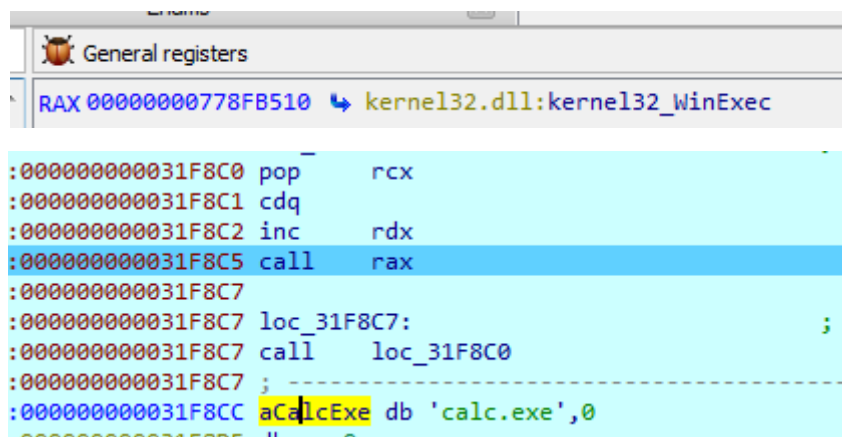 Enums
General registers
RAX 00000000778FB510 kernel32.dll:kernel32_WinExec
:000000000031F8C0 pop rcx
:000000000031F8C1 cdq
:000000000031F8C2 inc rdx
:000000000031F8C5 call rax
:000000000031F8C7
:000000000031F8C7 loc_31F8C7: ;
:000000000031F8C7 call loc_31F8C0
:000000000031F8C7 ; ---------------------------------------
:000000000031F8CC aCalcExe db 'calc.exe',0